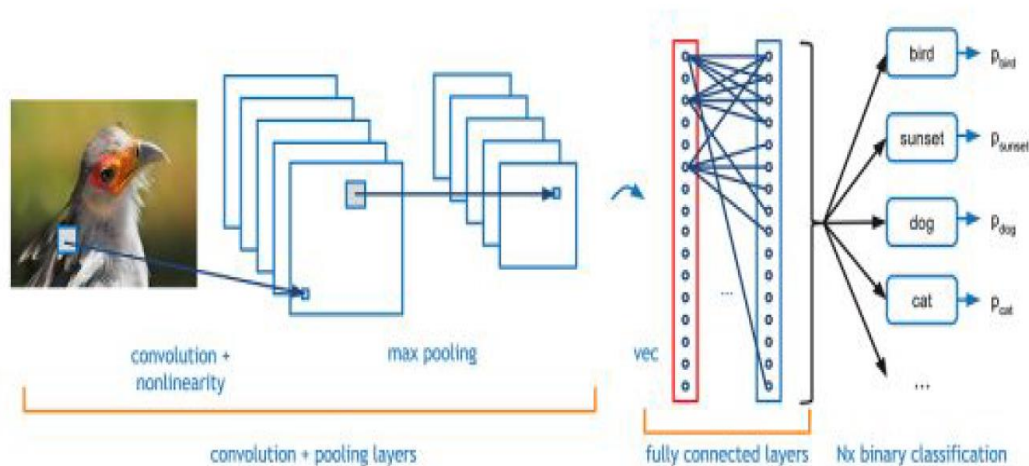 bird
p_bird
sunset
p_sunset
dog
p_dog
cat
p_cat
...
...
convolution +
nonlinearity
max pooling
vec
convolution + pooling layers
fully connected layers
Nx binary classification